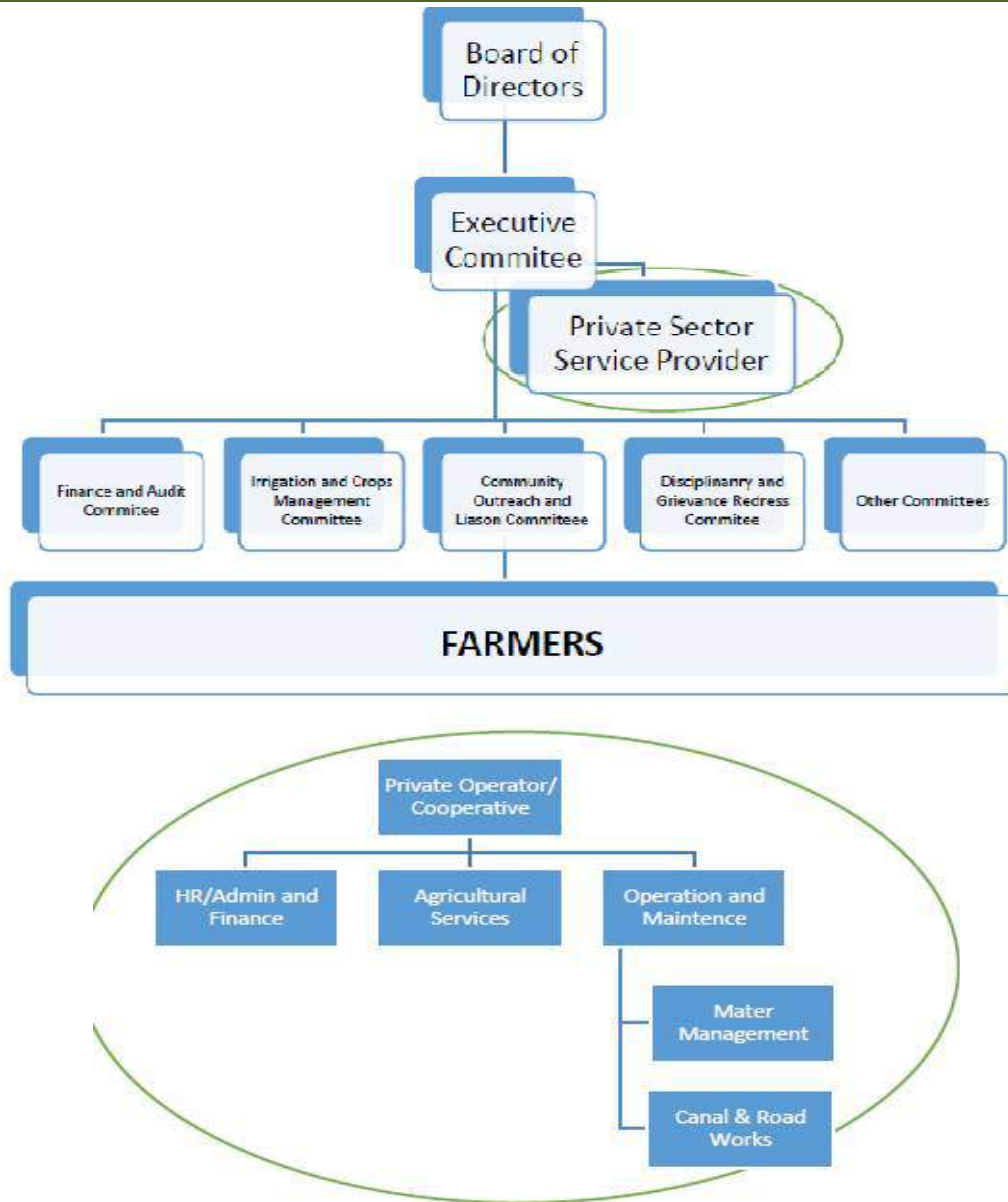 Board of
Directors
Executive
Commitee
Private Sector
Service Provider
Finance and Audit
Commitee
Irrigation and Crops
Management
Committee
Community
Outreach and
Liason Commiteee
Disciplinanry and
Grievance Redress
Commitee
Other Committees
FARMERS
Private Operator/
Cooperative
HR/Admin and
Finance
Agricultural
Services
Operation and
Maintence
Mater
Management
Canal & Road
Works